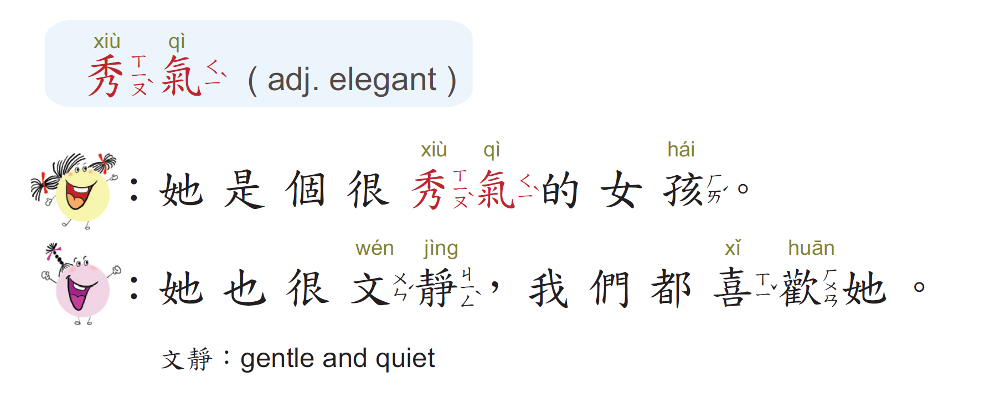 xiù qì
秀ㄒㄧㄡˋ氣ㄑㄧˋ ( adj. elegant )
xiù qì hái
：她是個很秀ㄒㄧㄡˋ氣ㄑㄧˋ的女孩ㄏㄞˊ。
wén jìng xǐ huān
：她也很文ㄨㄣˊ靜ㄐㄧㄥˋ，我們都喜ㄒㄧˇ歡ㄏㄨㄢ她。
文靜：gentle and quiet